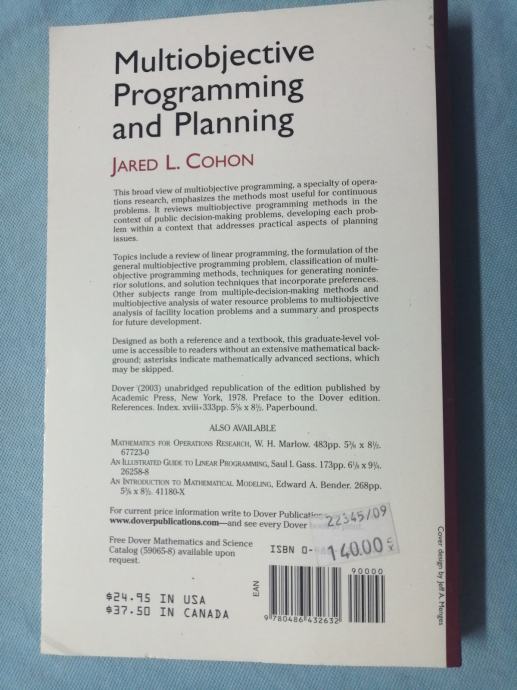 Multiobjective
Programming
and Planning
JARED L. COHON
This broad view of multiobjective programming, a specialty of opera-
tions research, emphasizes the methods most useful for continuous
problems. It reviews multiobjective programming methods in the
context of public decision-making problems, developing each prob-
lem within a context that addresses practical aspects of planning
issues.
Topics include a review of linear programming, the formulation of the
general multiobjective programming problem, classification of multi-
objective programming methods, techniques for generating noninfe-
rior solutions, and solution techniques that incorporate preferences.
Other subjects range from multiple-decision-making methods and
multiobjective analysis of water resource problems to multiobjective
analysis of facility location problems and a summary and prospects
for future development.
Designed as both a reference and a textbook, this graduate-level vol-
ume is accessible to readers without an extensive mathematical back-
ground; asterisks indicate mathematically advanced sections, which
may be skipped.
Dover (2003) unabridged republication of the edition published by
Academic Press, New York, 1978. Preface to the Dover edition.
References. Index. xviii+333pp. 5⅜ x 8½. Paperbound.
ALSO AVAILABLE
MATHEMATICS FOR OPERATIONS RESEARCH, W. H. Marlow. 483pp. 5⅜ x 8½.
67723-0
AN ILLUSTRATED GUIDE TO LINEAR PROGRAMMING, Saul I. Gass. 173pp. 6⅛ x 9¼.
26258-8
AN INTRODUCTION TO MATHEMATICAL MODELING, Edward A. Bender. 268pp.
5⅜ x 8½. 41180-X
For current price information write to Dover
www.doverpublications.com—and see every Dover
22345/09
140.00
Free Dover Mathematics and Science
Catalog (59065-8) available upon
request.
ISBN 0-
90000
EAN
9 780486 432632
$24.95 IN USA
$37.50 IN CANADA
Cover design by Jeff A. Menges